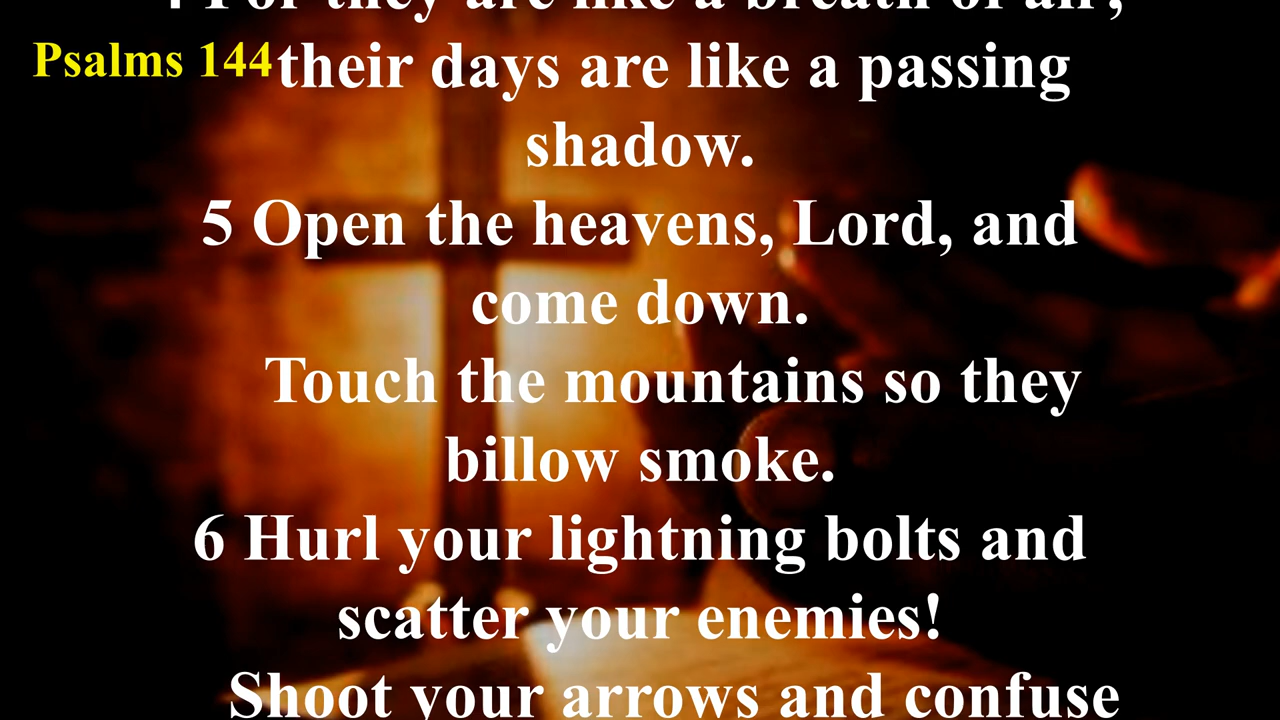 For they are like a breath of air;
Psalms 144
their days are like a passing
shadow.
5 Open the heavens, Lord, and
come down.
Touch the mountains so they
billow smoke.
6 Hurl your lightning bolts and
scatter your enemies!
Shoot your arrows and confuse